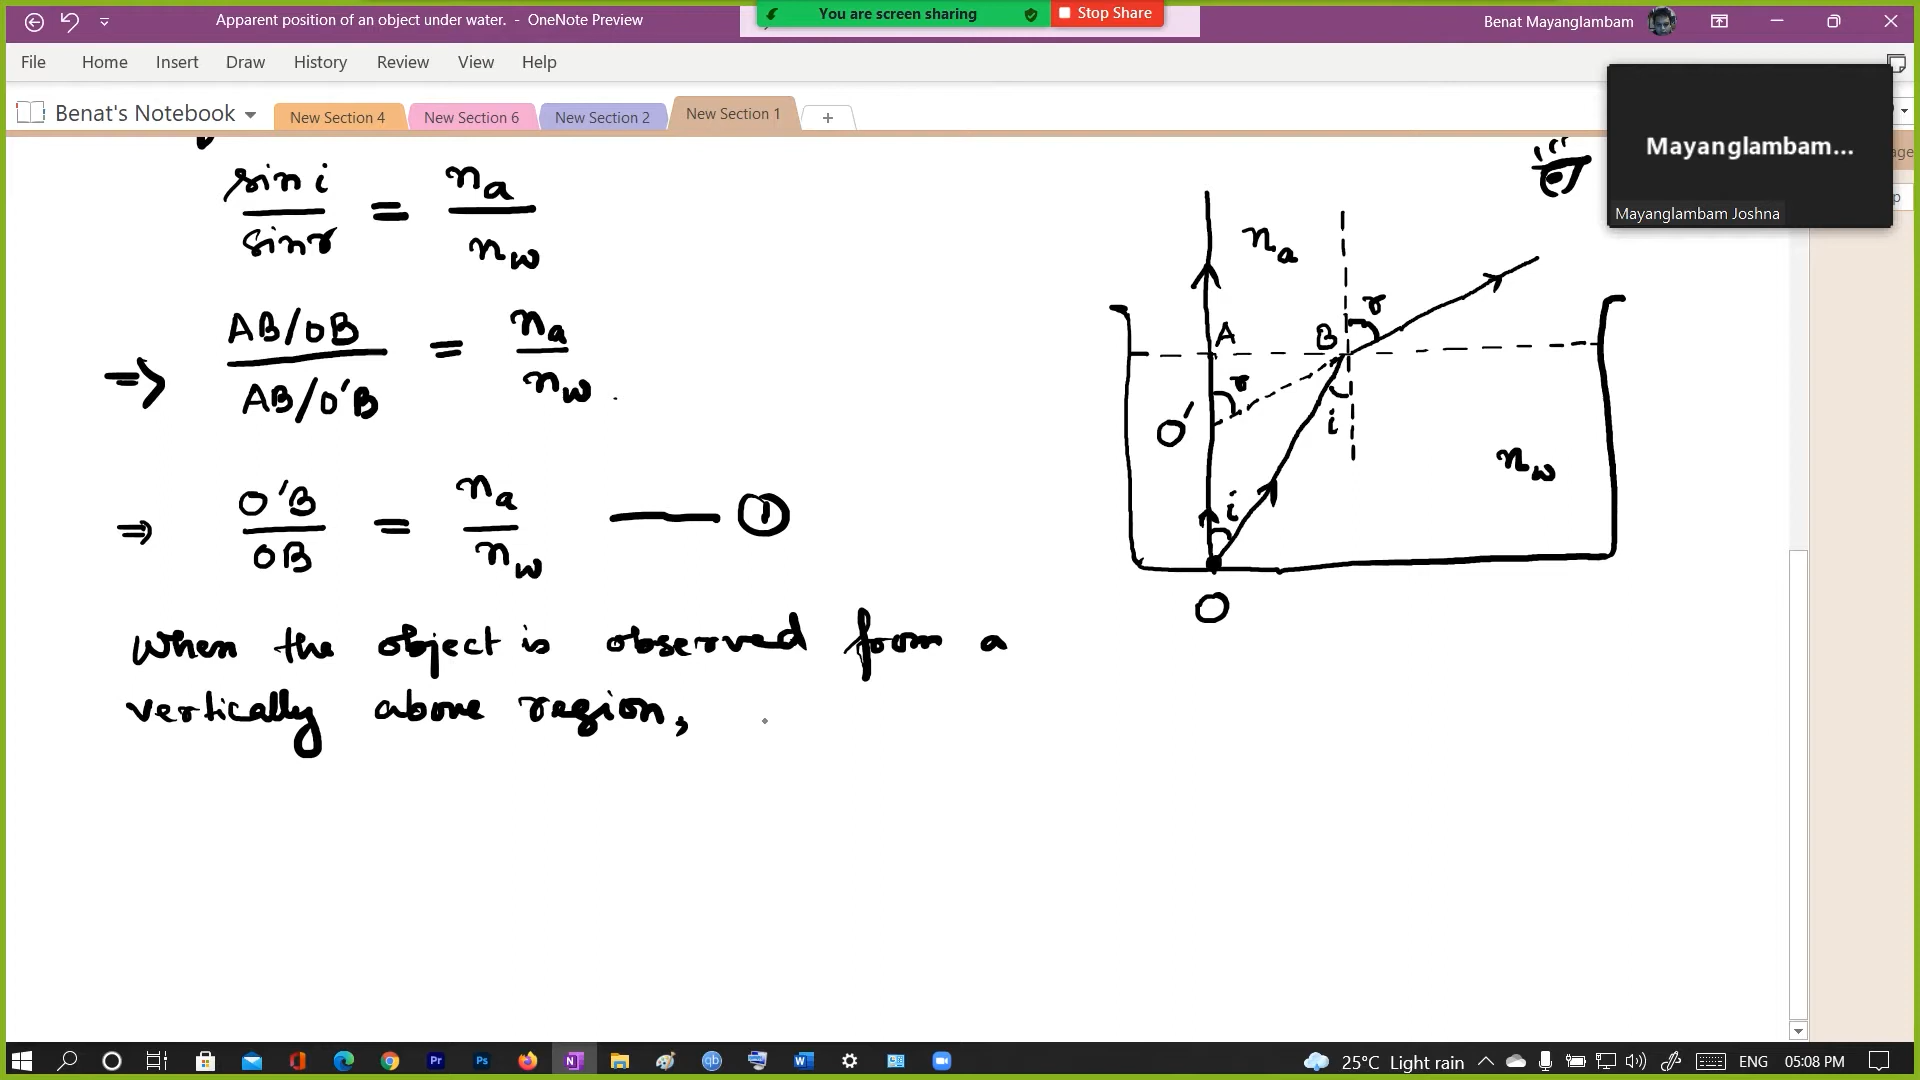 Apparent position of an object under water. - OneNote Preview
You are screen sharing
Stop Share
Benat Mayanglambam
File Home Insert Draw History Review View Help
Benat's Notebook
New Section 4
New Section 6
New Section 2
New Section 1
+
Mayanglambam...
Mayanglambam Joshna
sin i / sin r = na / nw
⇒ AB/OB / AB/O'B = na / nw
⇒ O'B / OB = na / nw —— ①
When the object is observed from a
vertically above region,
na
A
B
r
r
O'
i
i
nw
O
25°C Light rain
ENG
05:08 PM